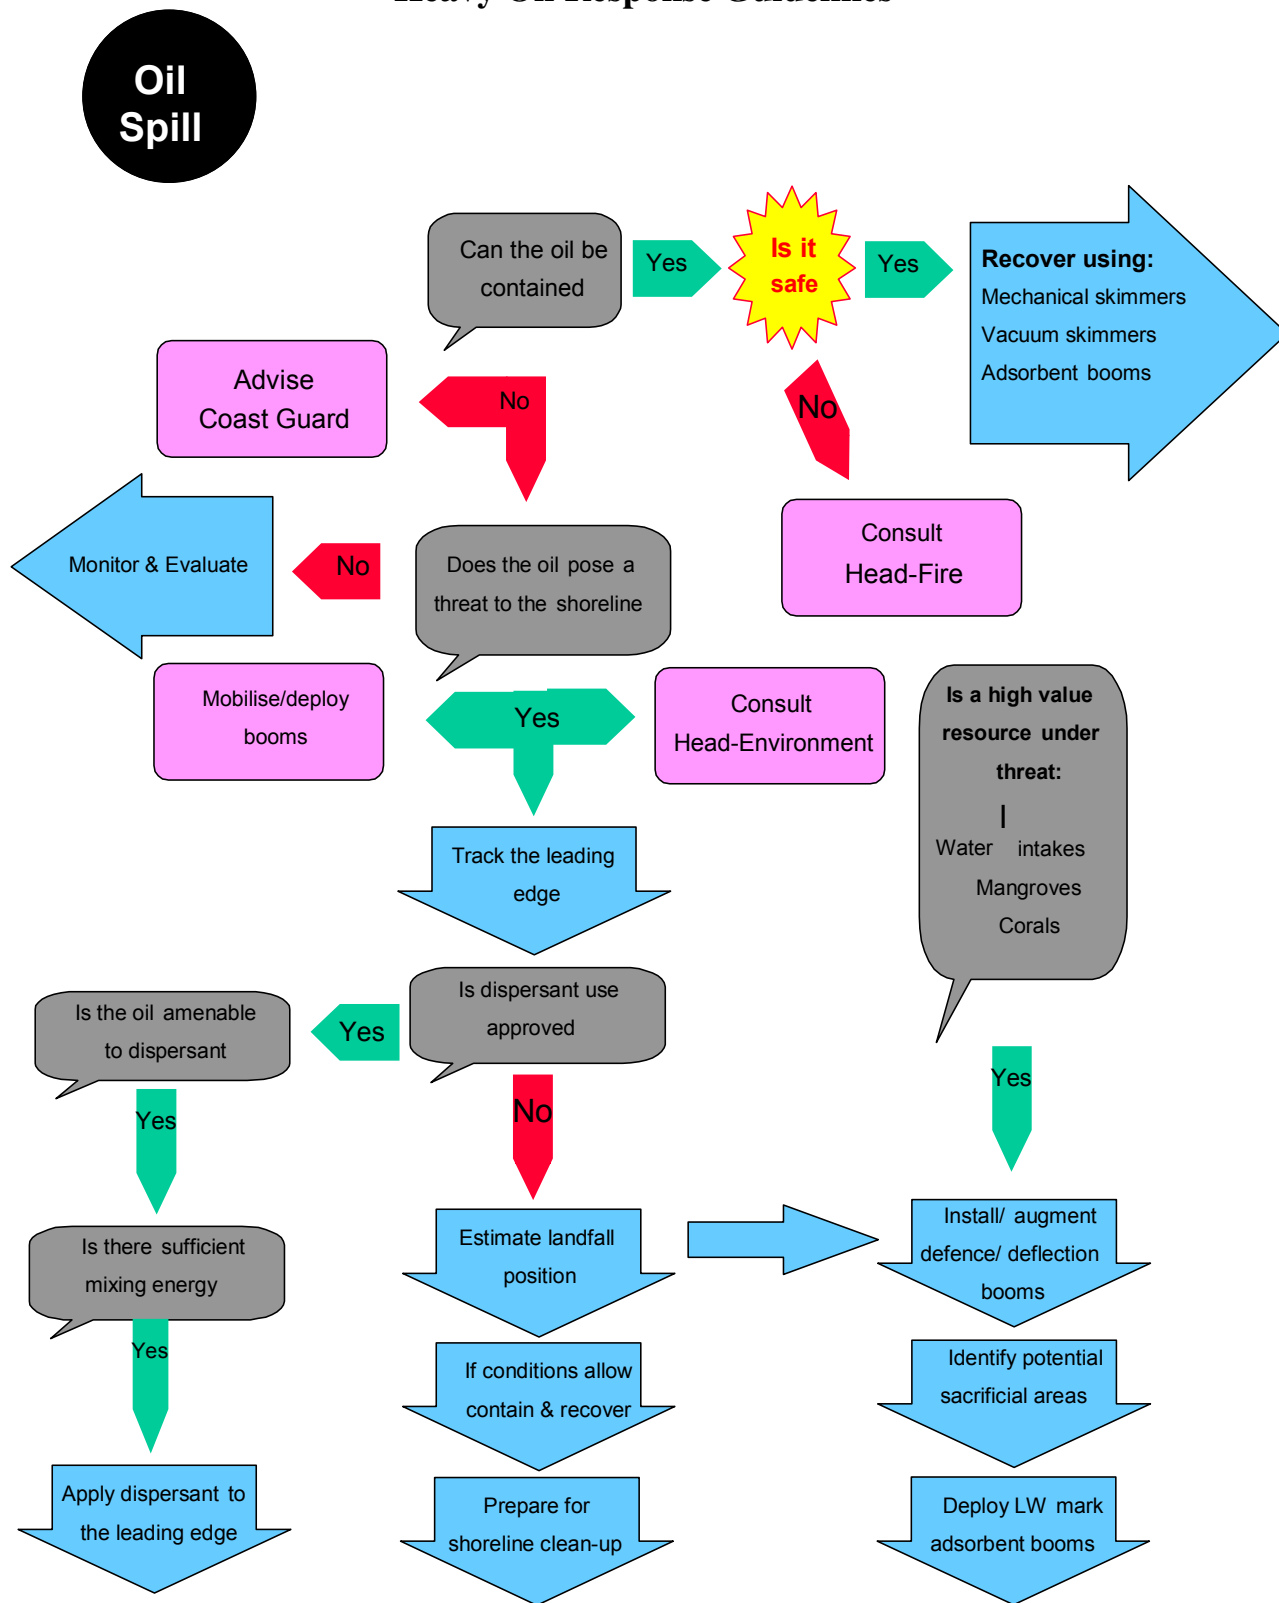 Heavy Oil Response Guidelines
Oil
Spill
Can the oil be
contained
Yes
Is it
safe
Yes
Recover using:
Mechanical skimmers
Vacuum skimmers
Adsorbent booms
Advise
Coast Guard
No
No
Consult
Head-Fire
Monitor & Evaluate
No
Does the oil pose a
threat to the shoreline
Mobilise/deploy
booms
Yes
Consult
Head-Environment
Is a high value
resource under
threat:
|
Water intakes
Mangroves
Corals
Track the leading
edge
Is the oil amenable
to dispersant
Yes
Is dispersant use
approved
Yes
No
Yes
Is there sufficient
mixing energy
Estimate landfall
position
Install/ augment
defence/ deflection
booms
Yes
If conditions allow
contain & recover
Identify potential
sacrificial areas
Apply dispersant to
the leading edge
Prepare for
shoreline clean-up
Deploy LW mark
adsorbent booms